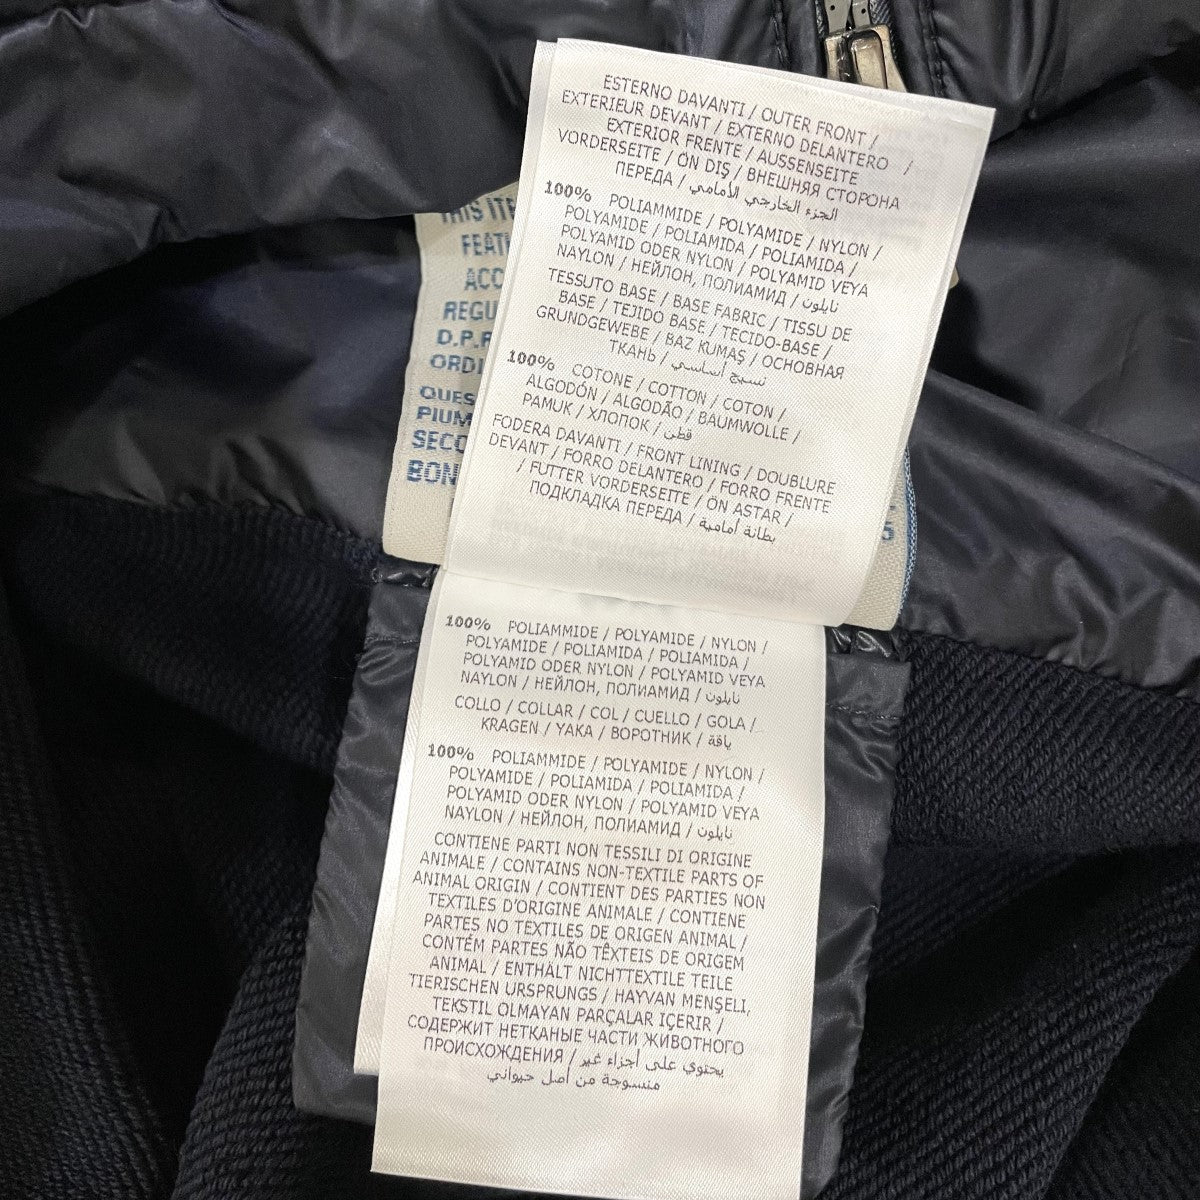 ESTERNO DAVANTI / OUTER FRONT /
EXTERIEUR DEVANT / EXTERNO DELANTERO /
EXTERIOR FRENTE / AUSSENSEITE
VORDERSEITE / ÖN DIŞ / ВНЕШНЯЯ СТОРОНА
ПЕРЕДА / الجزء الخارجي الأمامي
100% POLIAMMIDE / POLYAMIDE / NYLON /
POLYAMIDE / POLIAMIDA / POLIAMIDA /
POLYAMID ODER NYLON / POLYAMID VEYA
NAYLON / НЕЙЛОН, ПОЛИАМИД / نايلون
TESSUTO BASE / BASE FABRIC / TISSU DE
BASE / TEJIDO BASE / TECIDO-BASE /
GRUNDGEWEBE / BAZ KUMAŞ / ОСНОВНАЯ
ТКАНЬ / نسيج أساسي
100% COTONE / COTTON / COTON /
ALGODÓN / ALGODÃO / BAUMWOLLE /
PAMUK / ХЛОПОК / قطن
FODERA DAVANTI / FRONT LINING / DOUBLURE
DEVANT / FORRO DELANTERO / FORRO FRENTE
/ FUTTER VORDERSEITE / ÖN ASTAR /
ПОДКЛАДКА ПЕРЕДА / بطانة أمامية
100% POLIAMMIDE / POLYAMIDE / NYLON /
POLYAMIDE / POLIAMIDA / POLIAMIDA /
POLYAMID ODER NYLON / POLYAMID VEYA
NAYLON / НЕЙЛОН, ПОЛИАМИД / نايلون
COLLO / COLLAR / COL / CUELLO / GOLA /
KRAGEN / YAKA / ВОРОТНИК / ياقة
100% POLIAMMIDE / POLYAMIDE / NYLON /
POLYAMIDE / POLIAMIDA / POLIAMIDA /
POLYAMID ODER NYLON / POLYAMID VEYA
NAYLON / НЕЙЛОН, ПОЛИАМИД / نايلون
CONTIENE PARTI NON TESSILI DI ORIGINE
ANIMALE / CONTAINS NON-TEXTILE PARTS OF
ANIMAL ORIGIN / CONTIENT DES PARTIES NON
TEXTILES D'ORIGINE ANIMALE / CONTIENE
PARTES NO TEXTILES DE ORIGEN ANIMAL /
CONTÉM PARTES NÃO TÊXTEIS DE ORIGEM
ANIMAL / ENTHÄLT NICHTTEXTILE TEILE
TIERISCHEN URSPRUNGS / HAYVAN MENŞELİ,
TEKSTIL OLMAYAN PARÇALAR IÇERIR /
СОДЕРЖИТ НЕТКАНЫЕ ЧАСТИ ЖИВОТНОГО
ПРОИСХОЖДЕНИЯ / يحتوي على أجزاء غير
منسوجة من أصل حيواني
THIS ITE
FEAT
ACC
REGU
D.P.R
ORDI
QUES
PIUM
SECO
BON
5